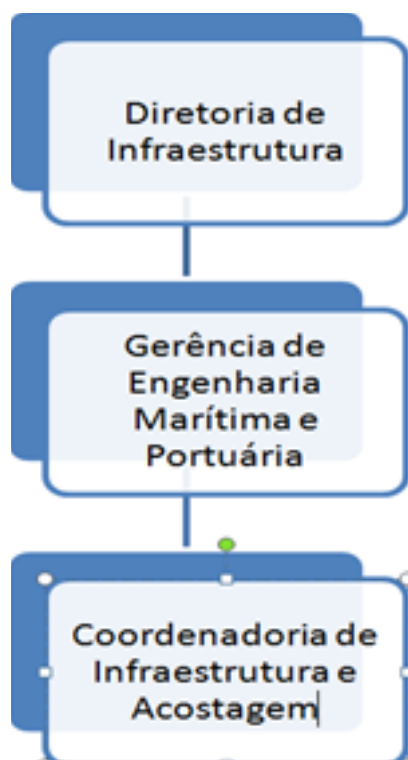 Diretoria de
Infraestrutura
Gerência de
Engenharia
Marítima e
Portuária
Coordenadoria de
Infraestrutura e
Acostagem